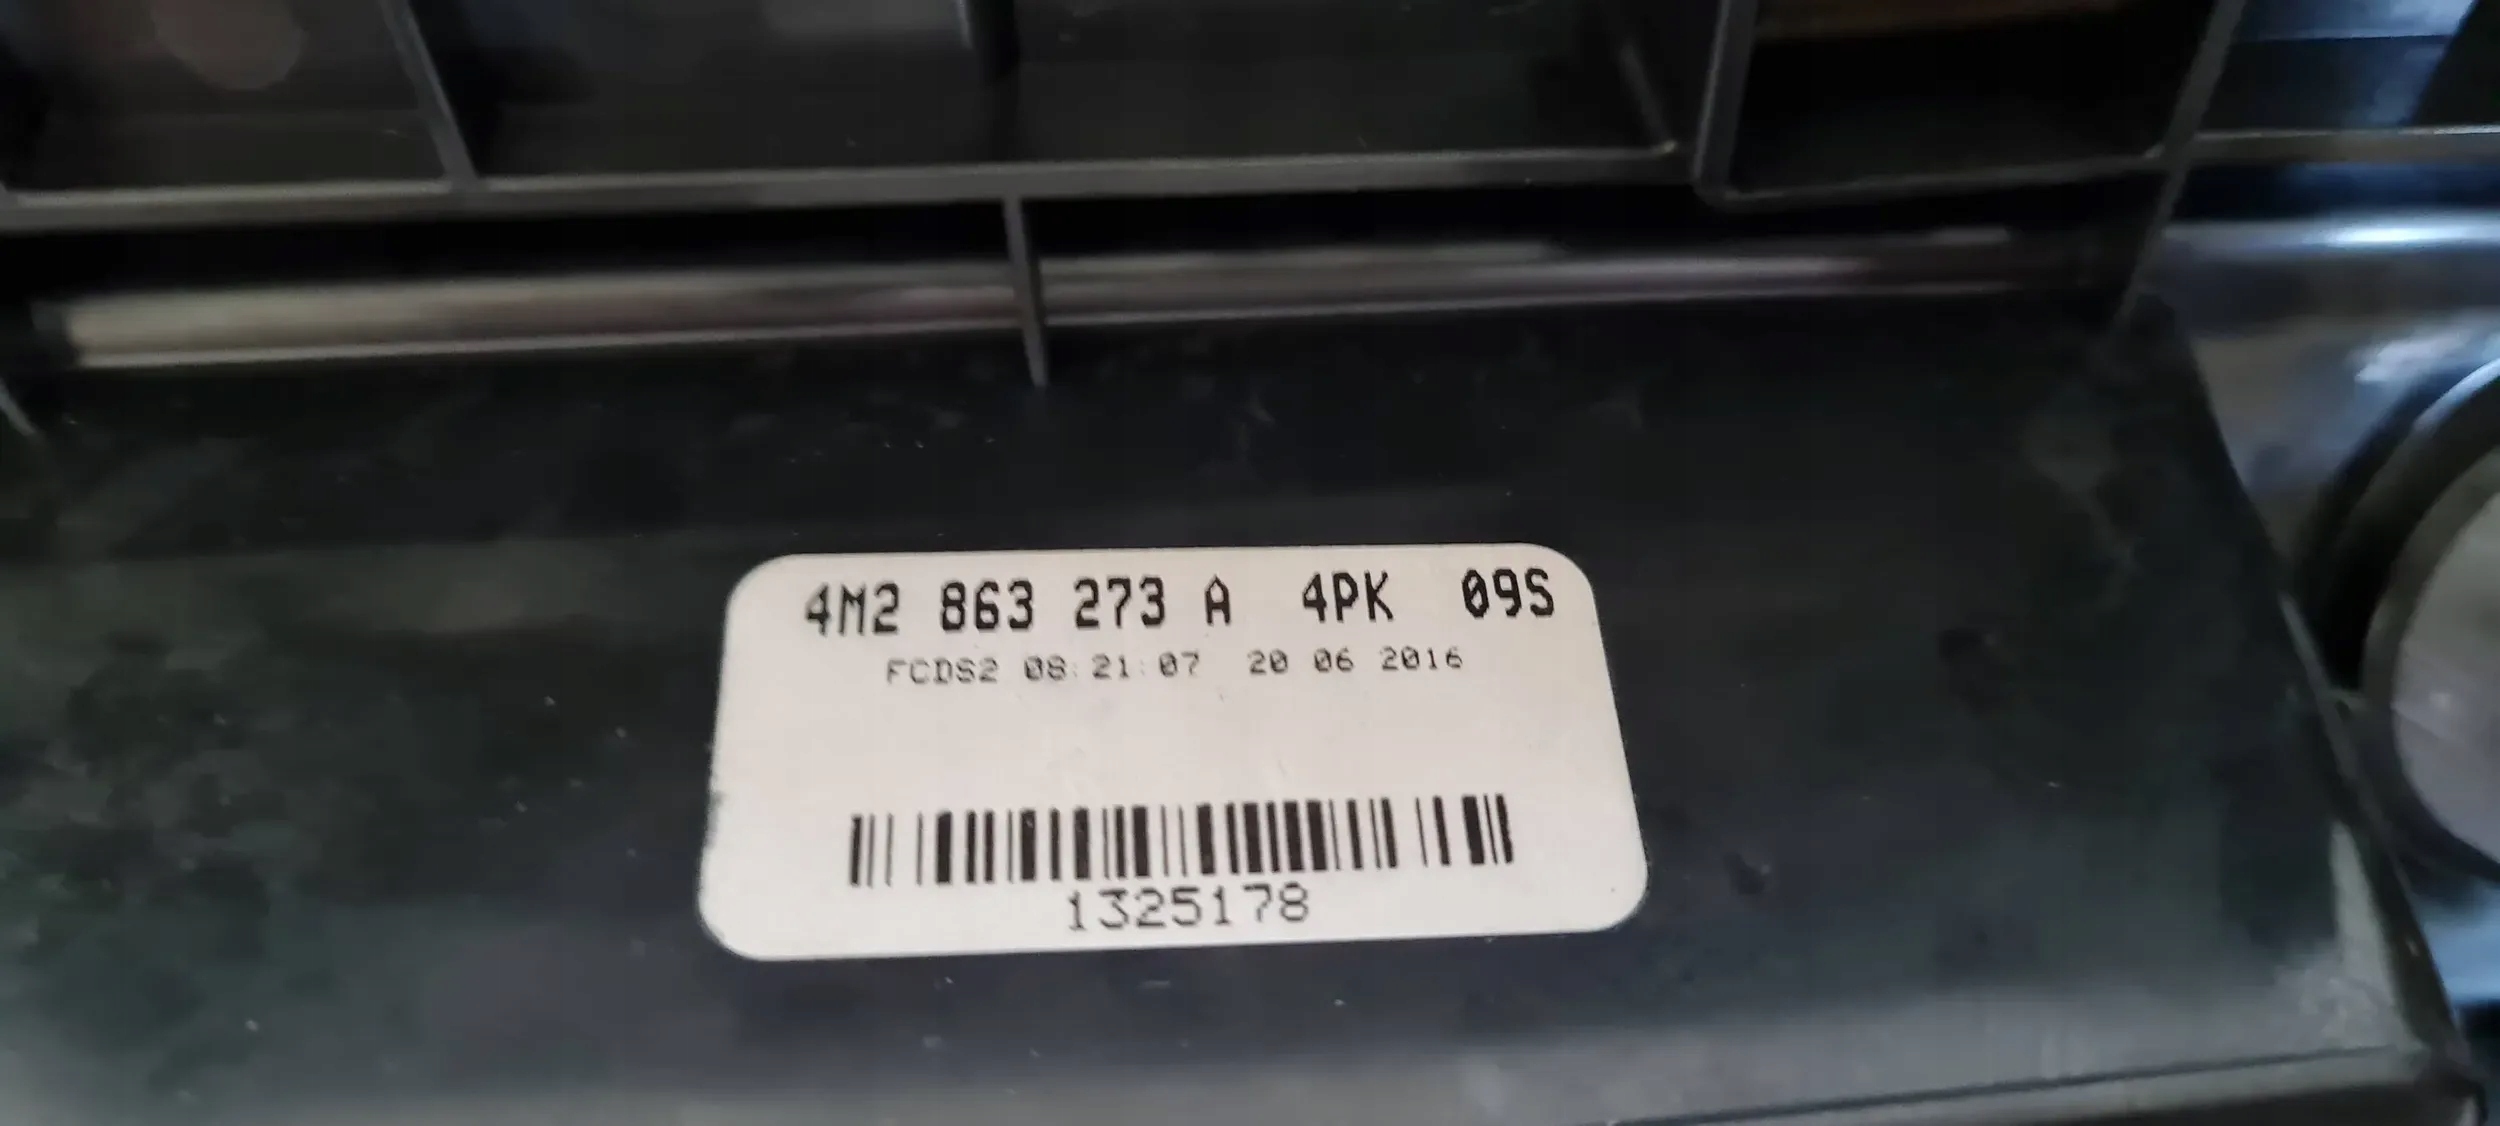 4M2 863 273 A 4PK 09S
FCDS2 08:21:07 20 06 2016
1325178